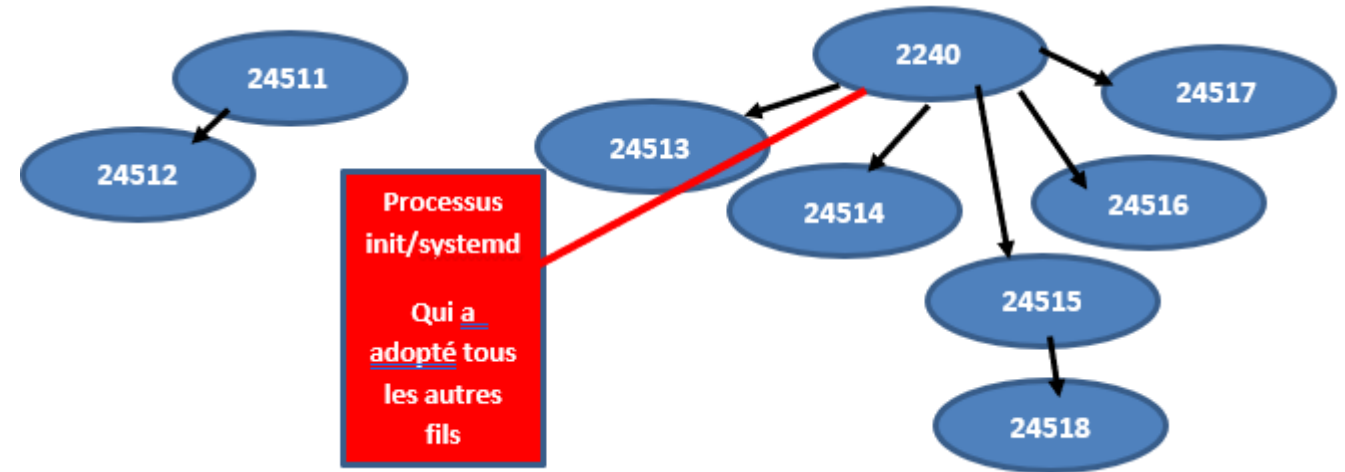 24511
24512
2240
24517
24513
24514
24516
24515
24518
Processus
init/systemd
Qui a
adopté tous
les autres
fils